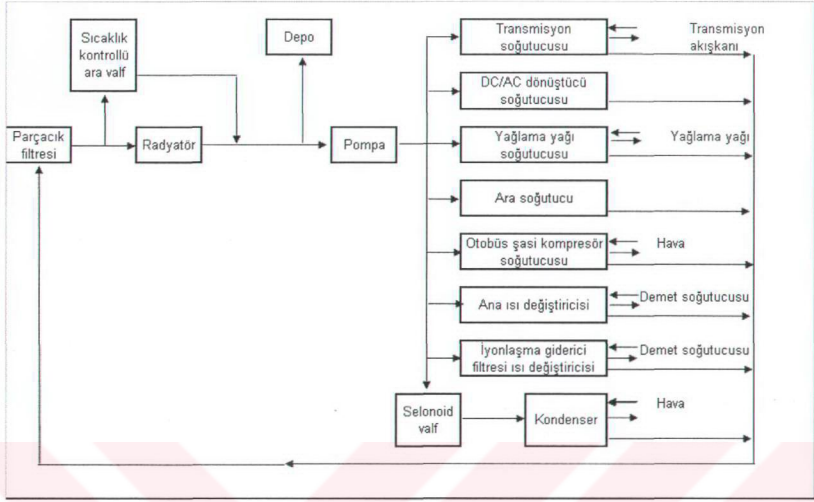 Sıcaklık
kontrollü
ara valf
Depo
Transmisyon
soğutucusu
Transmisyon
akışkanı
DC/AC dönüştücü
soğutucusu
Parçacık
filtresi
Radyatör
Pompa
Yağlama yağı
soğutucusu
Yağlama yağı
Ara soğutucu
Otobüs şasi kompresör
soğutucusu
Hava
Ana ısı değiştiricisi
Demet soğutucusu
İyonlaşma giderici
filtresi ısı değiştiricisi
Demet soğutucusu
Selonoid
valf
Kondenser
Hava